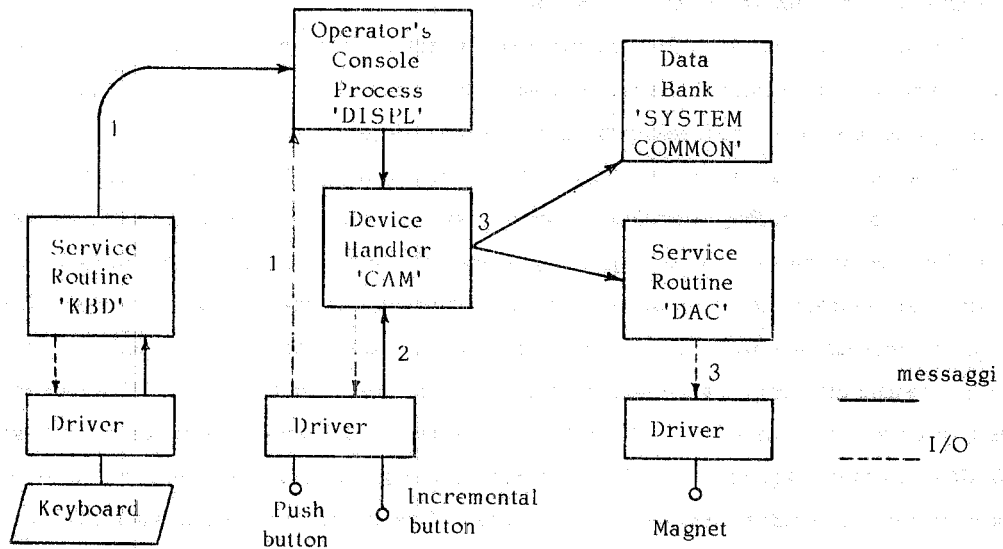 Operator's
Console
Process
'DISPL'
Data
Bank
'SYSTEM
COMMON'
1
Service
Routine
'KBD'
1
Device
Handler
'CAM'
3
Service
Routine
'DAC'
2
3
messaggi
I/O
Driver
Driver
Driver
Keyboard
Push
button
Incremental
button
Magnet